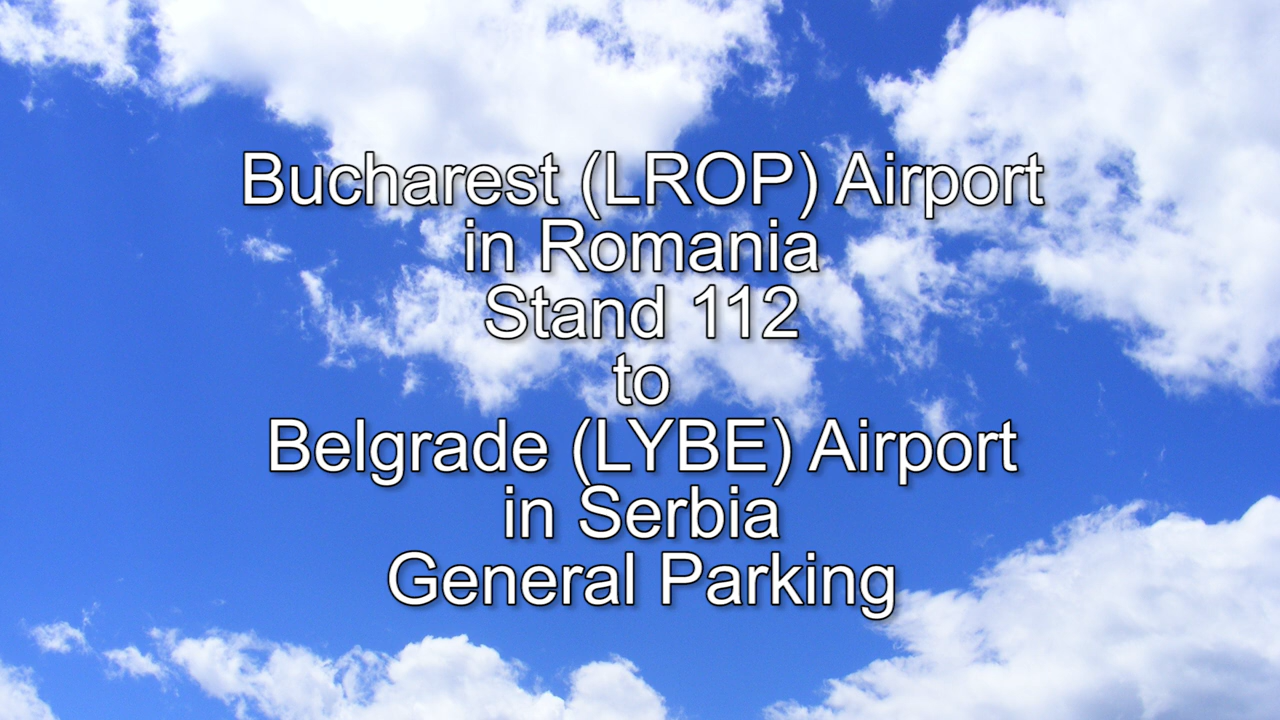 Bucharest (LROP) Airport
in Romania
Stand 112
to
Belgrade (LYBE) Airport
in Serbia
General Parking